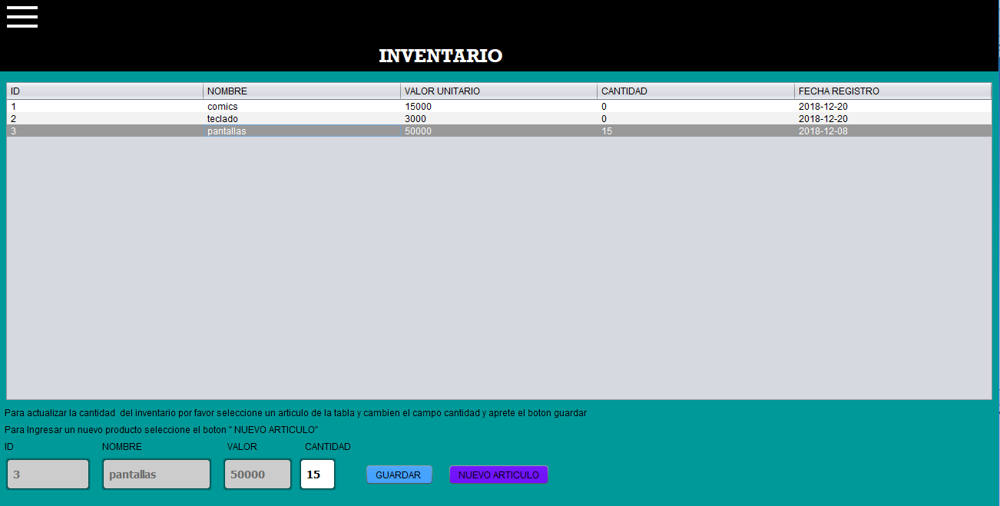 INVENTARIO
ID NOMBRE VALOR UNITARIO CANTIDAD FECHA REGISTRO
1 comics 15000 0 2018-12-20
2 teclado 3000 0 2018-12-20
3 pantallas 50000 15 2018-12-08
Para actualizar la cantidad del inventario por favor seleccione un articulo de la tabla y cambien el campo cantidad y aprete el boton guardar
Para Ingresar un nuevo producto seleccione el boton " NUEVO ARTICULO"
ID NOMBRE VALOR CANTIDAD
3 pantallas 50000 15 GUARDAR NUEVO ARTICULO